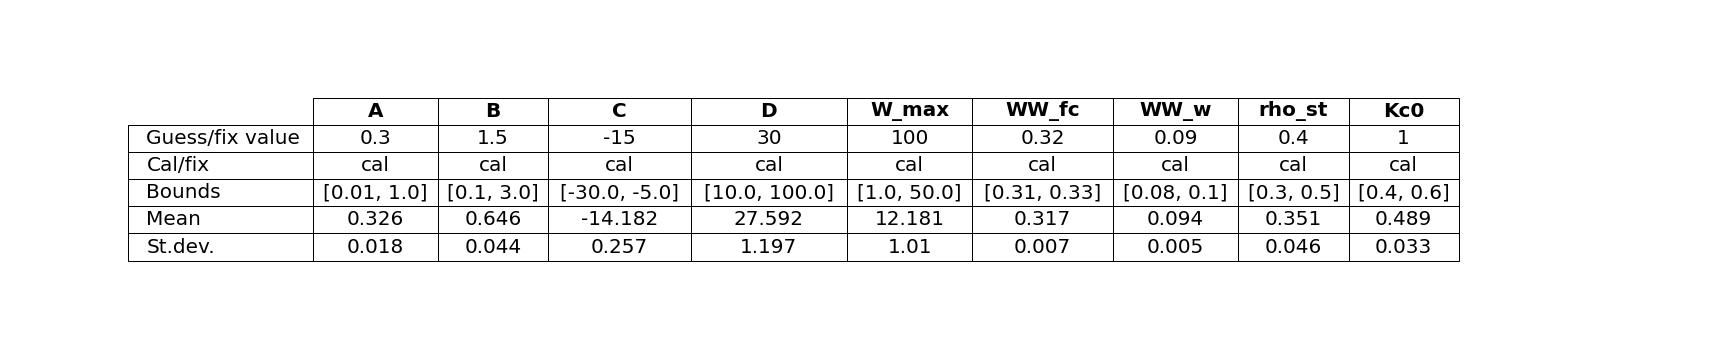 A B C D W_max WW_fc WW_w rho_st Kc0
Guess/fix value 0.3 1.5 -15 30 100 0.32 0.09 0.4 1
Cal/fix cal cal cal cal cal cal cal cal cal
Bounds [0.01, 1.0] [0.1, 3.0] [-30.0, -5.0] [10.0, 100.0] [1.0, 50.0] [0.31, 0.33] [0.08, 0.1] [0.3, 0.5] [0.4, 0.6]
Mean 0.326 0.646 -14.182 27.592 12.181 0.317 0.094 0.351 0.489
St.dev. 0.018 0.044 0.257 1.197 1.01 0.007 0.005 0.046 0.033